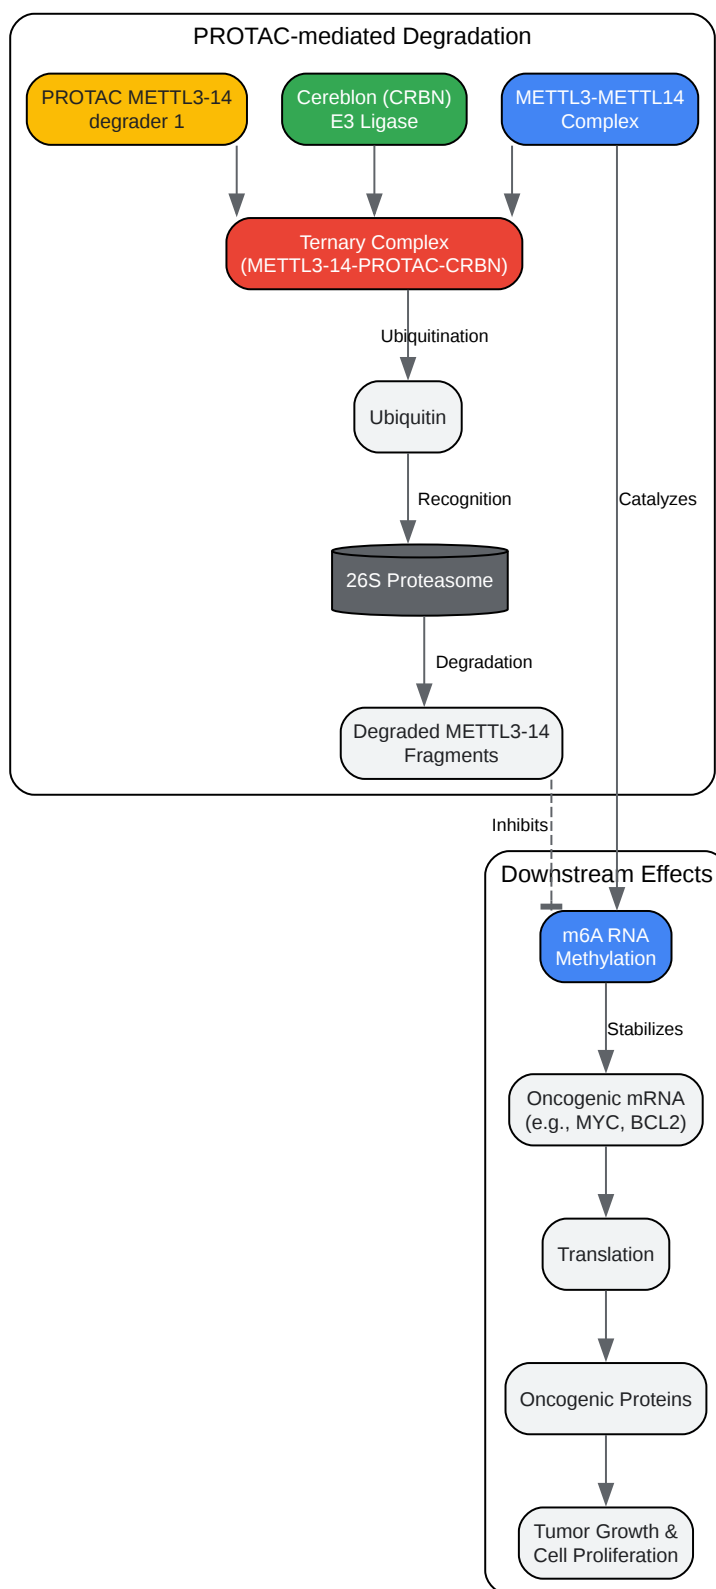 PROTAC-mediated Degradation
PROTAC METTL3-14
degrader 1
Cereblon (CRBN)
E3 Ligase
METTL3-METTL14
Complex
Ternary Complex
(METTL3-14-PROTAC-CRBN)
Ubiquitination
Ubiquitin
Recognition
Catalyzes
26S Proteasome
Degradation
Degraded METTL3-14
Fragments
Inhibits
Downstream Effects
m6A RNA
Methylation
Stabilizes
Oncogenic mRNA
(e.g., MYC, BCL2)
Translation
Oncogenic Proteins
Tumor Growth &
Cell Proliferation